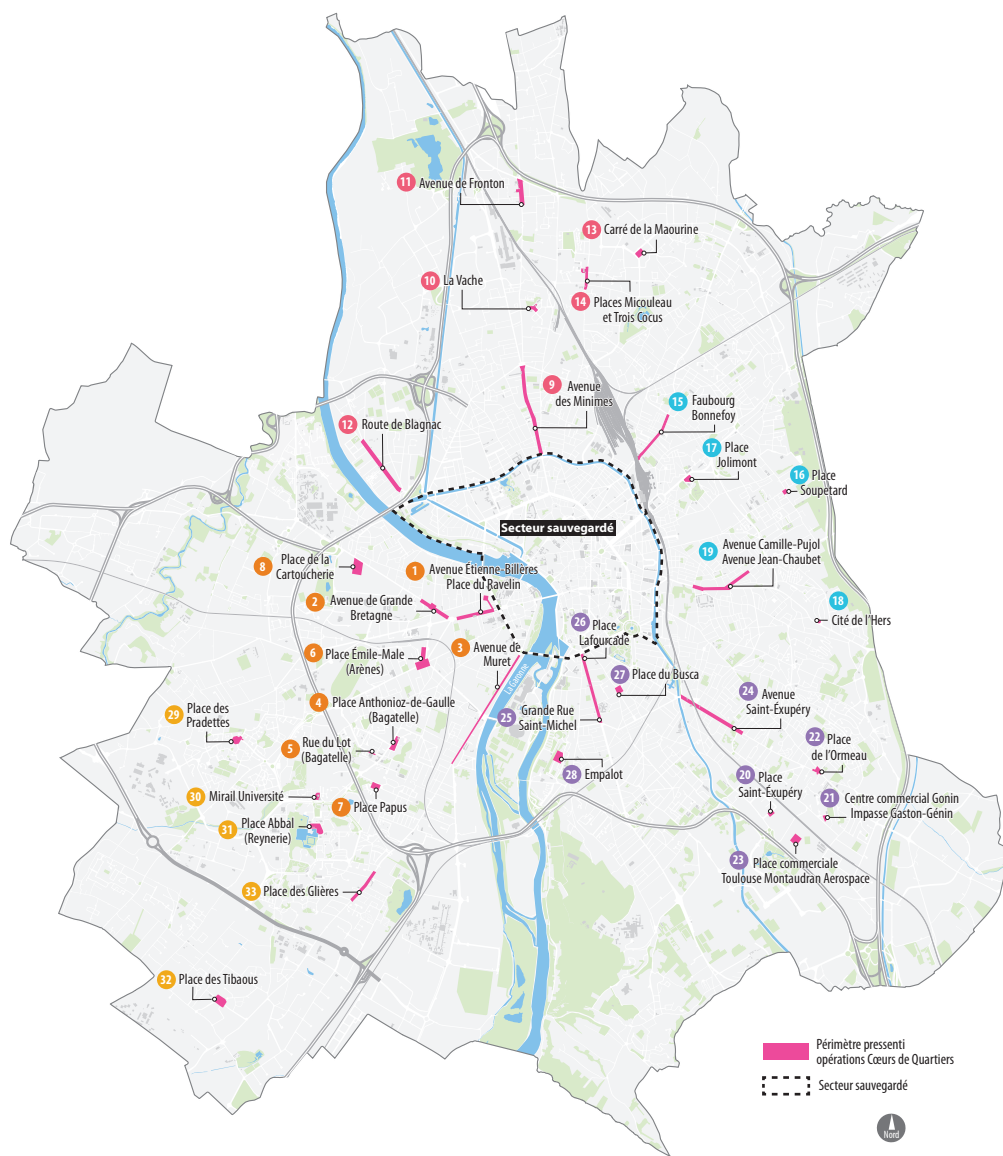 11 Avenue de Fronton
13 Carré de la Maourine
10 La Vache
14 Places Micouleau
et Trois Cocus
9 Avenue
des Minimes
15 Faubourg
Bonnefoy
12 Route de Blagnac
17 Place
Jolimont
16 Place
Soupetard
Secteur sauvegardé
19 Avenue Camille-Pujol
Avenue Jean-Chaubet
8 Place de la
Cartoucherie
1 Avenue Étienne-Billères
Place du Ravelin
2 Avenue de Grande
Bretagne
18
Cité de l'Hers
26 Place
Lafourcade
6 Place Émile-Male
(Arènes)
3 Avenue de
Muret
La Garonne
27 Place du Busca
4 Place Anthonioz-de-Gaulle
(Bagatelle)
24 Avenue
Saint-Éxupéry
29 Place des
Pradettes
25 Grande Rue
Saint-Michel
5 Rue du Lot
(Bagatelle)
22 Place
de l'Ormeau
28 Empalot
20 Place
Saint-Éxupéry
30 Mirail Université
7 Place Papus
21 Centre commercial Gonin
Impasse Gaston-Génin
31 Place Abbal
(Reynerie)
23 Place commerciale
Toulouse Montaudran Aerospace
33 Place des Glières
32 Place des Tibaous
Périmètre pressenti
opérations Cœurs de Quartiers
Secteur sauvegardé
Nord